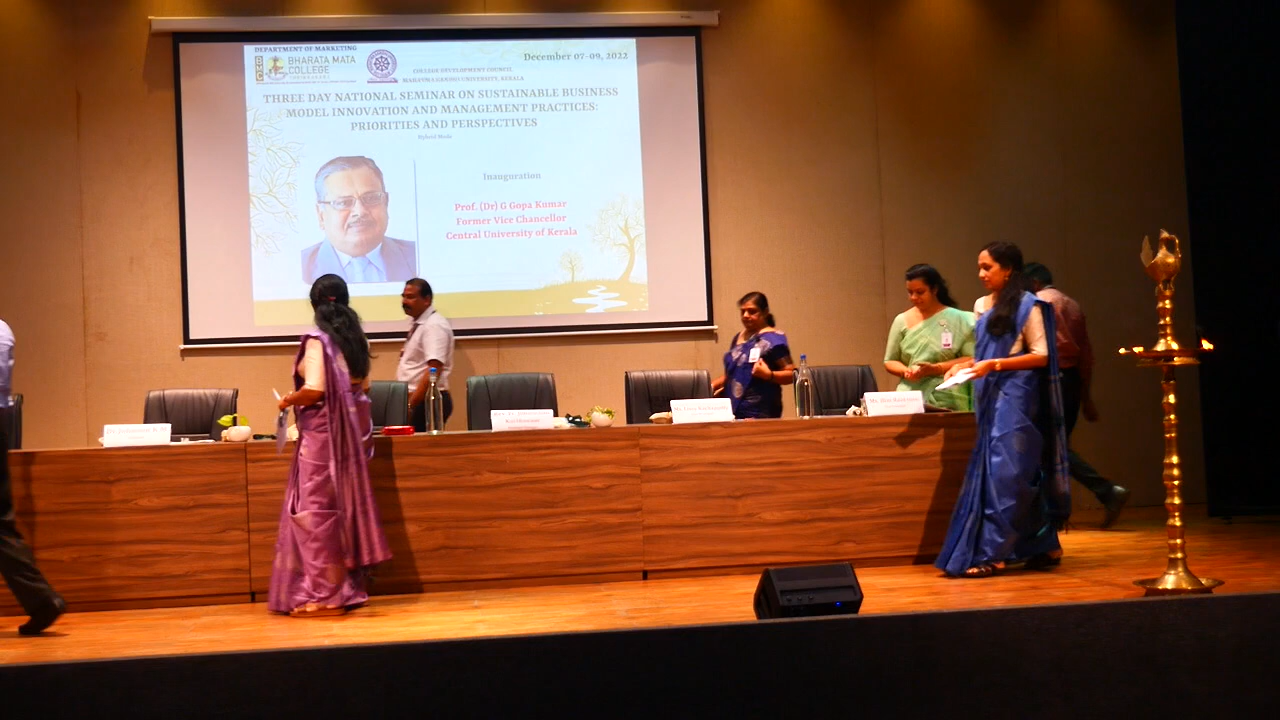 DEPARTMENT OF MARKETING
BMC
BHARATA MATA
COLLEGE
THRIKKAKARA
December 07-09, 2022
COLLEGE DEVELOPMENT COUNCIL
MAHATMA GANDHI UNIVERSITY, KERALA
THREE DAY NATIONAL SEMINAR ON SUSTAINABLE BUSINESS
MODEL INNOVATION AND MANAGEMENT PRACTICES:
PRIORITIES AND PERSPECTIVES
Hybrid Mode
Inauguration
Prof. (Dr) G Gopa Kumar
Former Vice Chancellor
Central University of Kerala